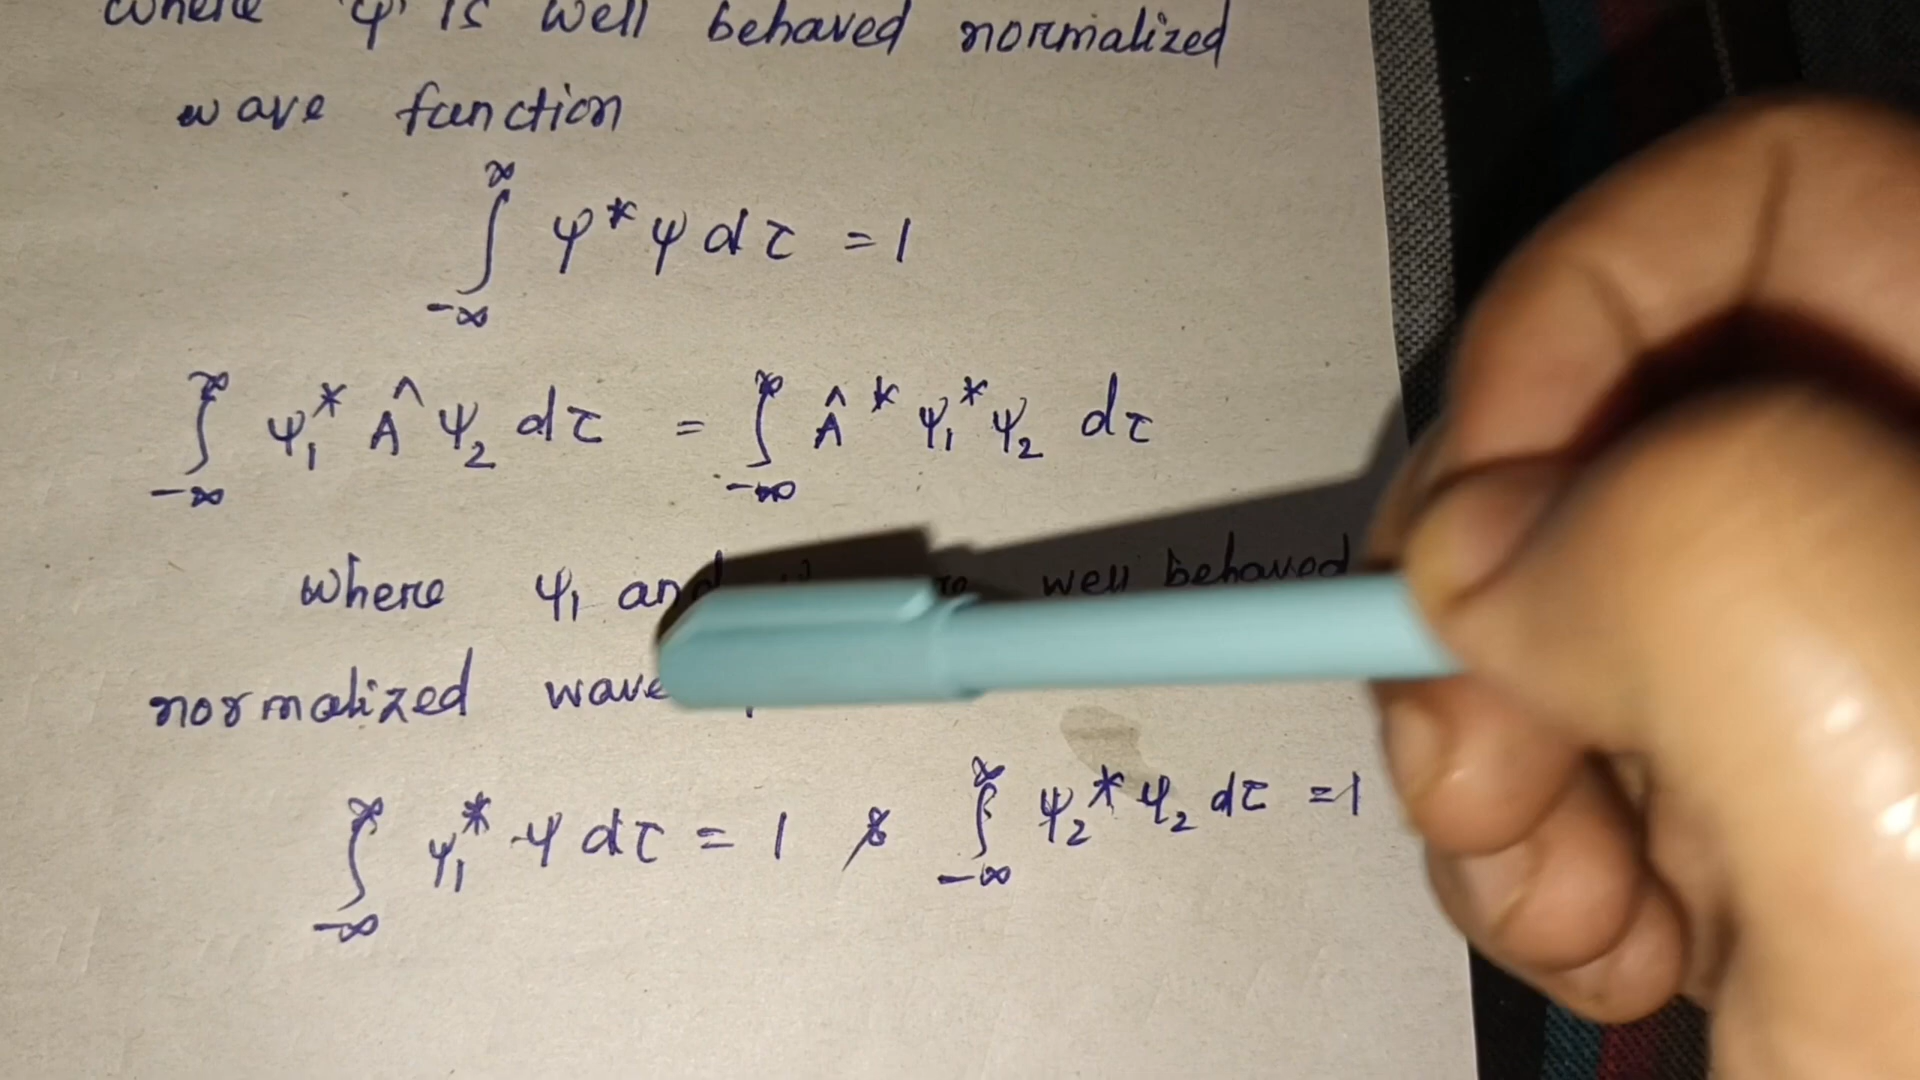 where 'ψ' is well behaved normalized
wave function
∫_{-∞}^{∞} ψ*ψ dτ = 1
∫_{-∞}^{∞} ψ₁* Â ψ₂ dτ = ∫_{-∞}^{∞} Â* ψ₁* ψ₂ dτ
where ψ₁ and well behaved
normalized wave
∫_{-∞}^{∞} ψ₁* ψ dτ = 1 & ∫_{-∞}^{∞} ψ₂* ψ₂ dτ = 1